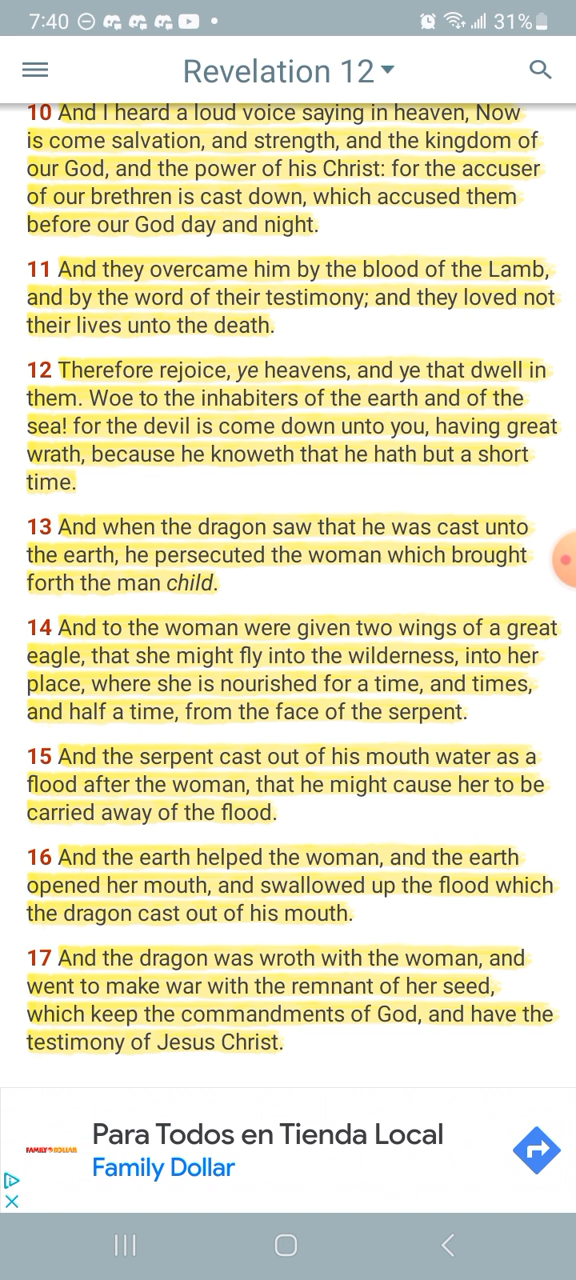 7:40 31%
Revelation 12
10 And I heard a loud voice saying in heaven, Now
is come salvation, and strength, and the kingdom of
our God, and the power of his Christ: for the accuser
of our brethren is cast down, which accused them
before our God day and night.
11 And they overcame him by the blood of the Lamb,
and by the word of their testimony; and they loved not
their lives unto the death.
12 Therefore rejoice, ye heavens, and ye that dwell in
them. Woe to the inhabiters of the earth and of the
sea! for the devil is come down unto you, having great
wrath, because he knoweth that he hath but a short
time.
13 And when the dragon saw that he was cast unto
the earth, he persecuted the woman which brought
forth the man child.
14 And to the woman were given two wings of a great
eagle, that she might fly into the wilderness, into her
place, where she is nourished for a time, and times,
and half a time, from the face of the serpent.
15 And the serpent cast out of his mouth water as a
flood after the woman, that he might cause her to be
carried away of the flood.
16 And the earth helped the woman, and the earth
opened her mouth, and swallowed up the flood which
the dragon cast out of his mouth.
17 And the dragon was wroth with the woman, and
went to make war with the remnant of her seed,
which keep the commandments of God, and have the
testimony of Jesus Christ.
Para Todos en Tienda Local
FAMILY DOLLAR
Family Dollar